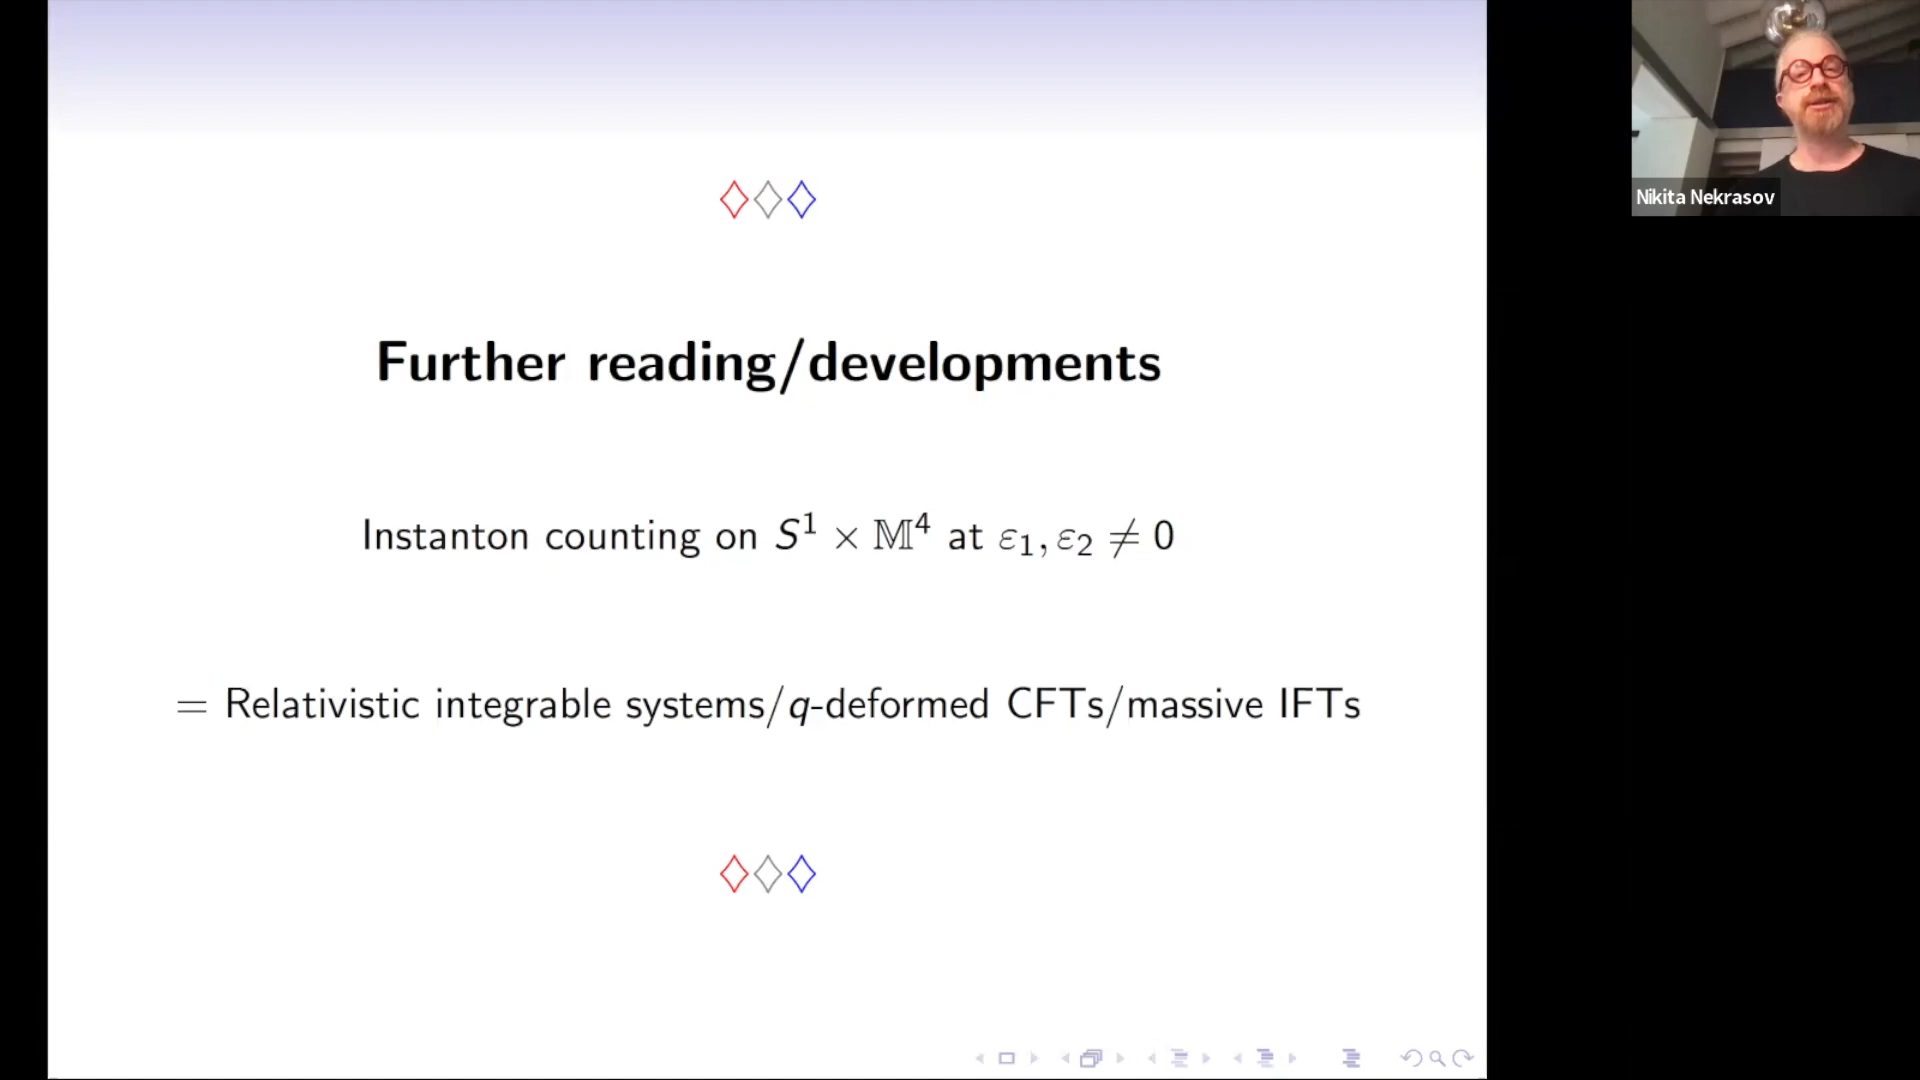 Further reading/developments
Instanton counting on S¹ × 𝕄⁴ at ε₁, ε₂ ≠ 0
= Relativistic integrable systems/q-deformed CFTs/massive IFTs
Nikita Nekrasov